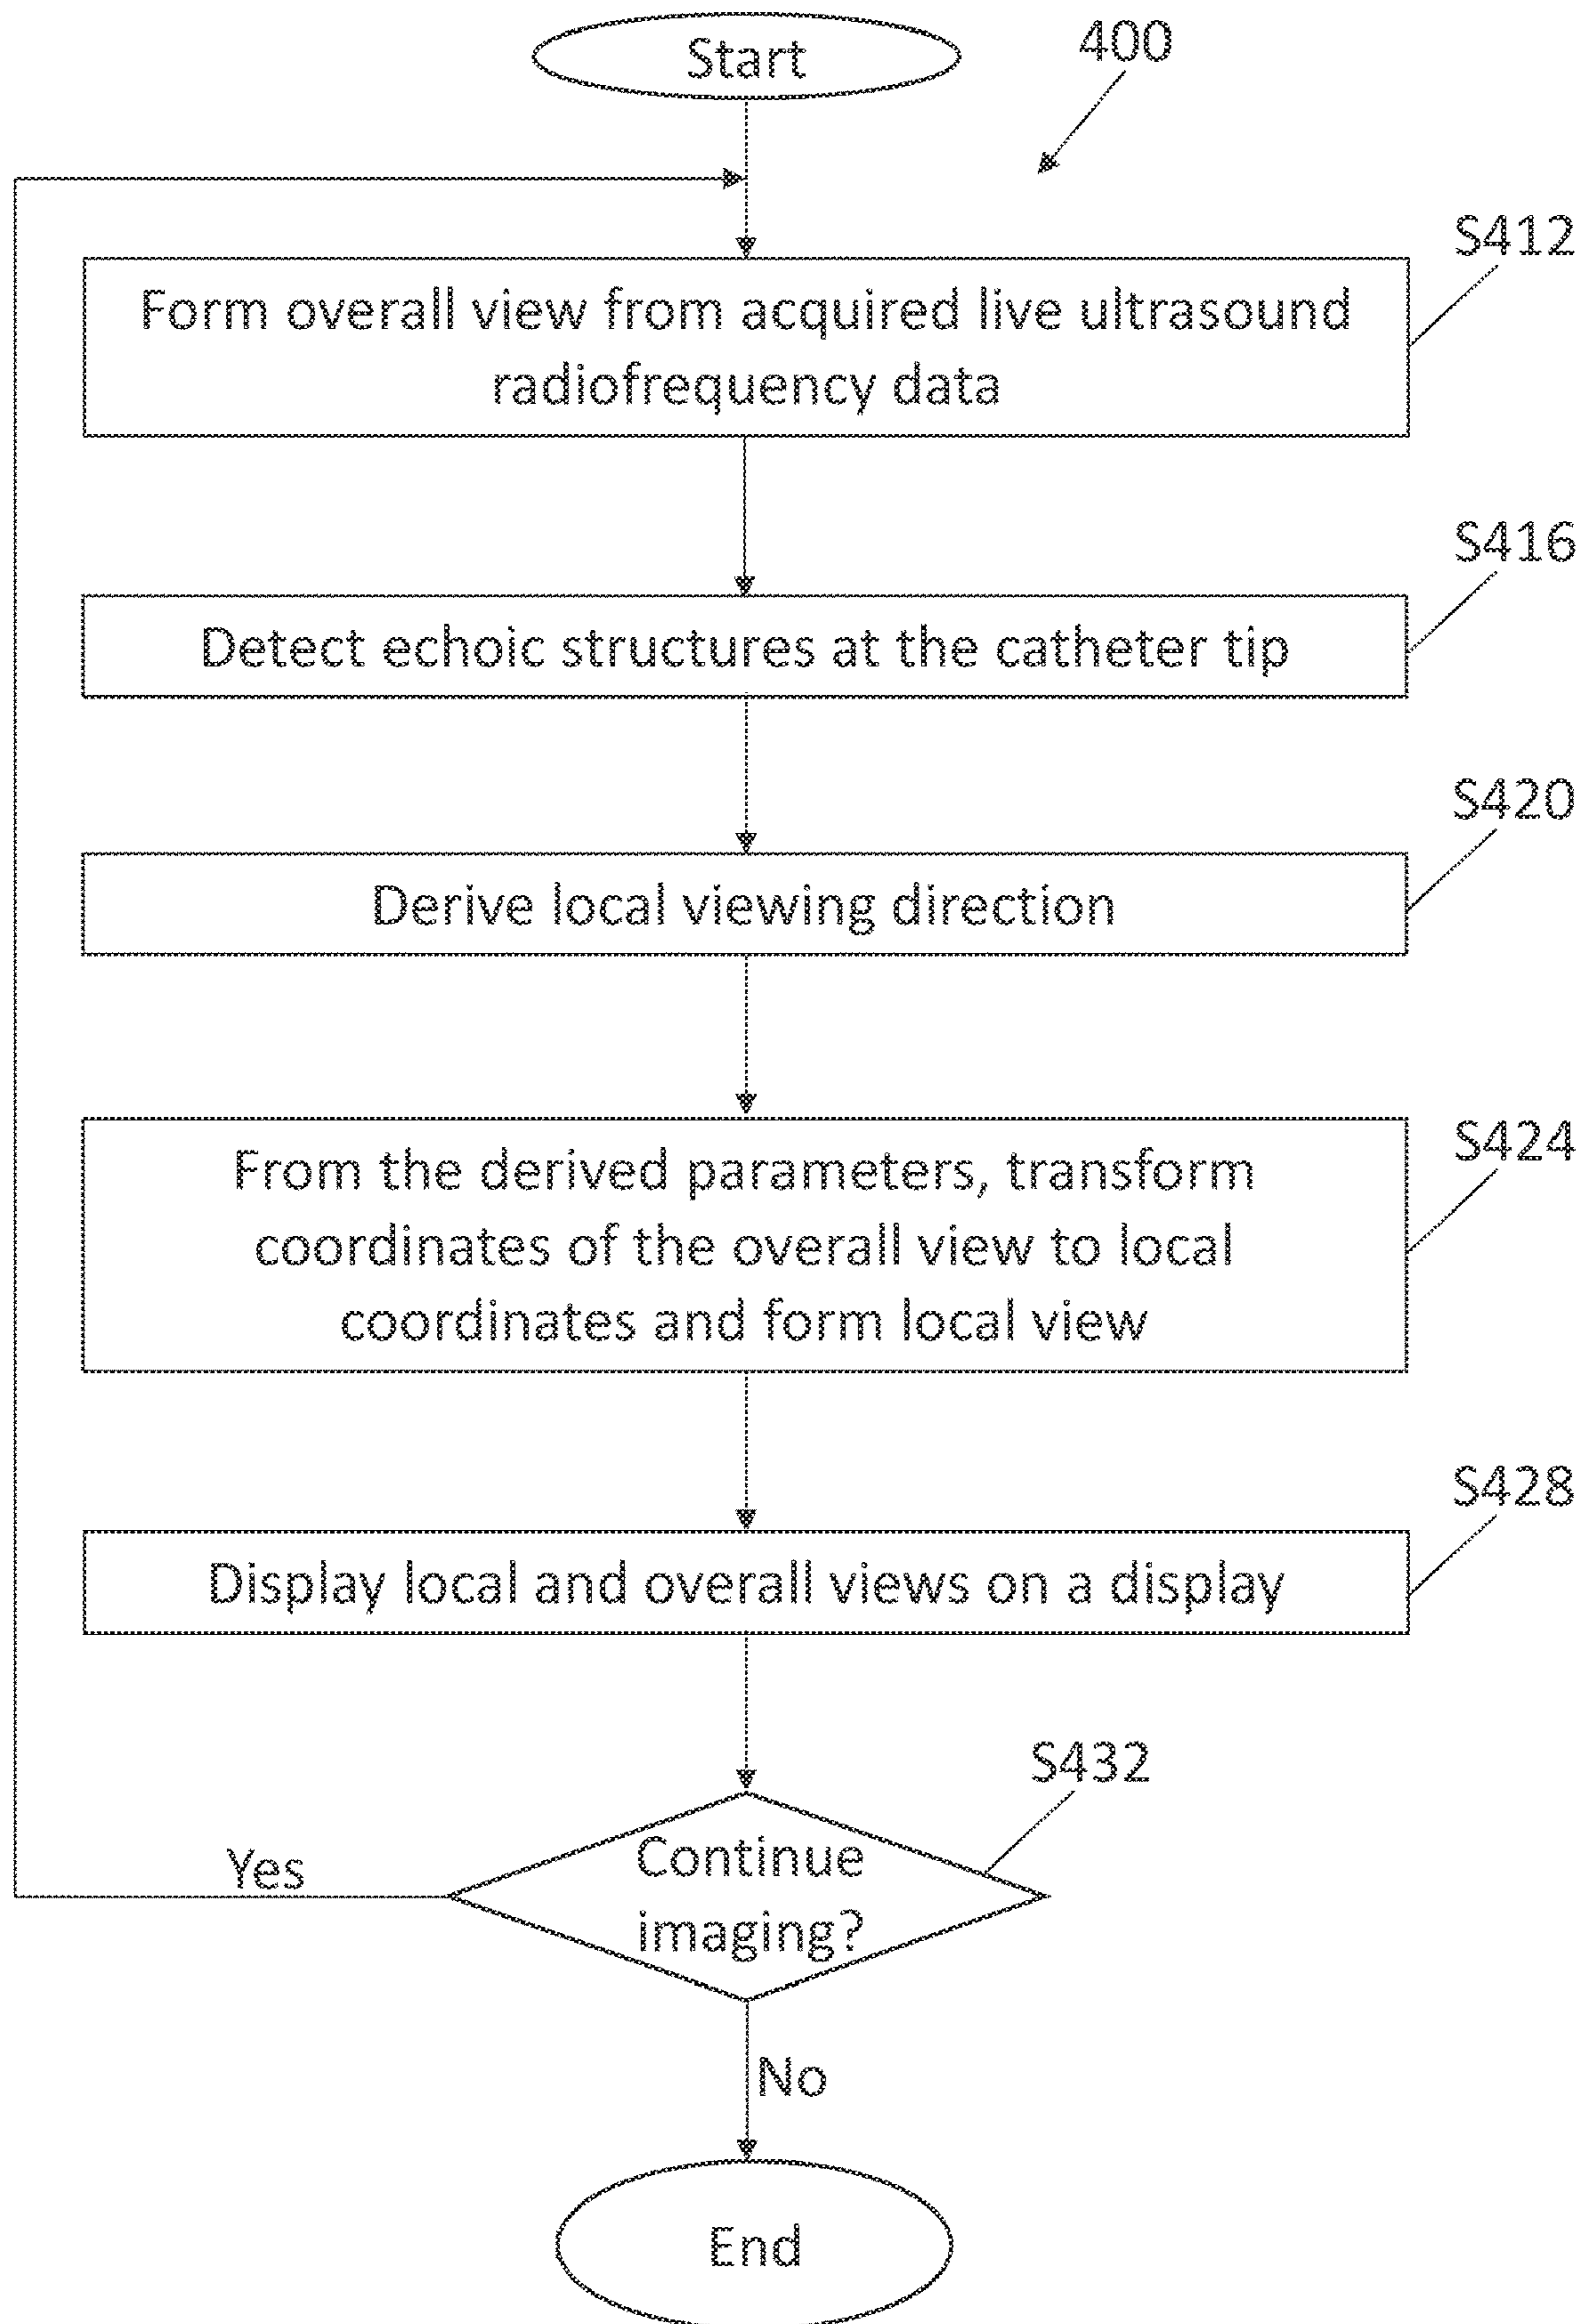 Start
400
S412
Form overall view from acquired live ultrasound
radiofrequency data
S416
Detect echoic structures at the catheter tip
S420
Derive local viewing direction
S424
From the derived parameters, transform
coordinates of the overall view to local
coordinates and form local view
S428
Display local and overall views on a display
S432
Continue
imaging?
Yes
No
End